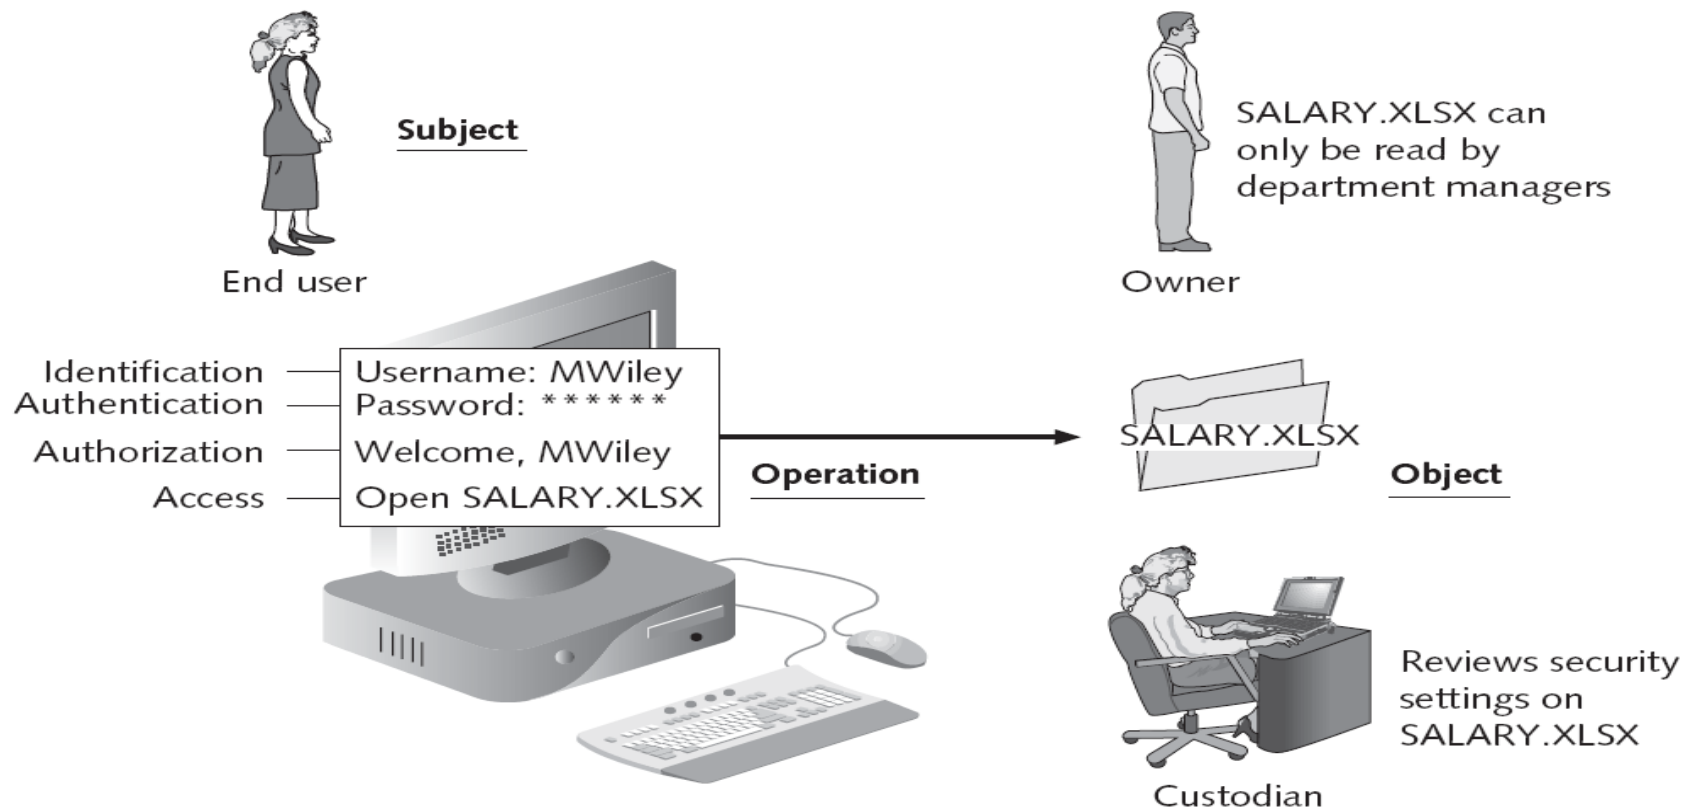 Subject
End user
SALARY.XLSX can
only be read by
department managers
Owner
Identification
Authentication
Authorization
Access
Username: MWiley
Password: ******
Welcome, MWiley
Open SALARY.XLSX
Operation
SALARY.XLSX
Object
Reviews security
settings on
SALARY.XLSX
Custodian